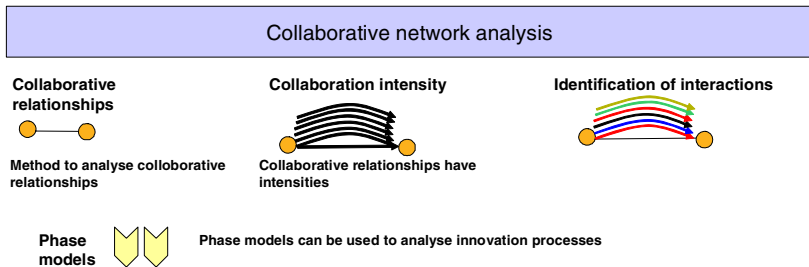 Collaborative network analysis
Collaborative
relationships
Method to analyse colloborative
relationships
Collaboration intensity
Collaborative relationships have
intensities
Identification of interactions
Phase
models
Phase models can be used to analyse innovation processes